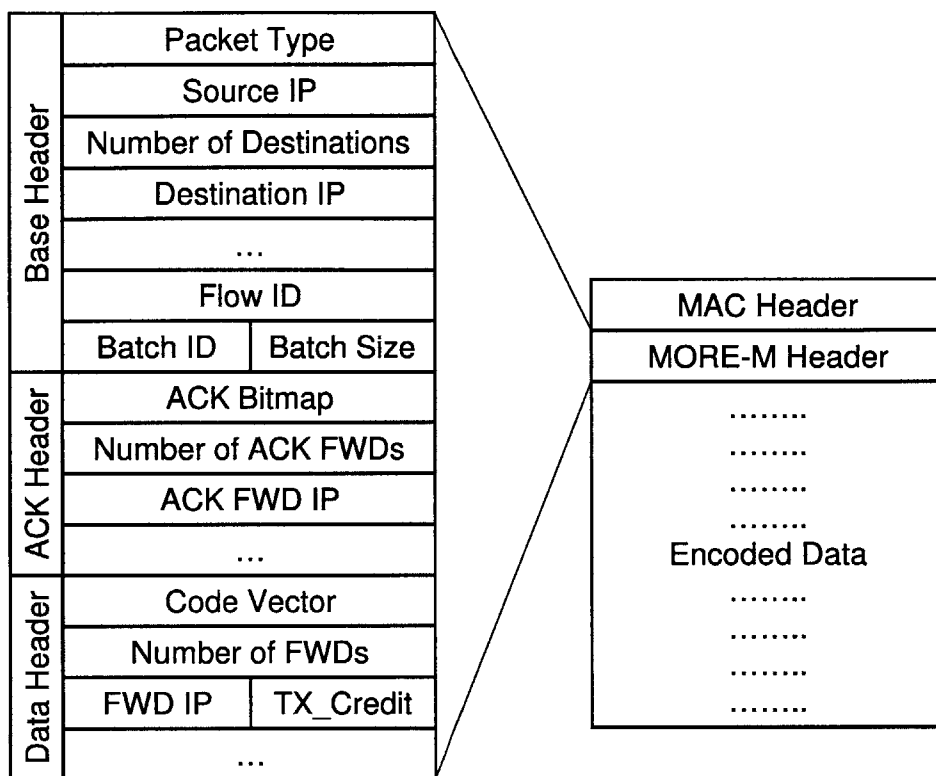 Base Header
Packet Type
Source IP
Number of Destinations
Destination IP
...
Flow ID
Batch ID Batch Size
ACK Header
ACK Bitmap
Number of ACK FWDs
ACK FWD IP
...
Data Header
Code Vector
Number of FWDs
FWD IP TX_Credit
...
MAC Header
MORE-M Header
........
........
........
........
Encoded Data
........
........
........
........